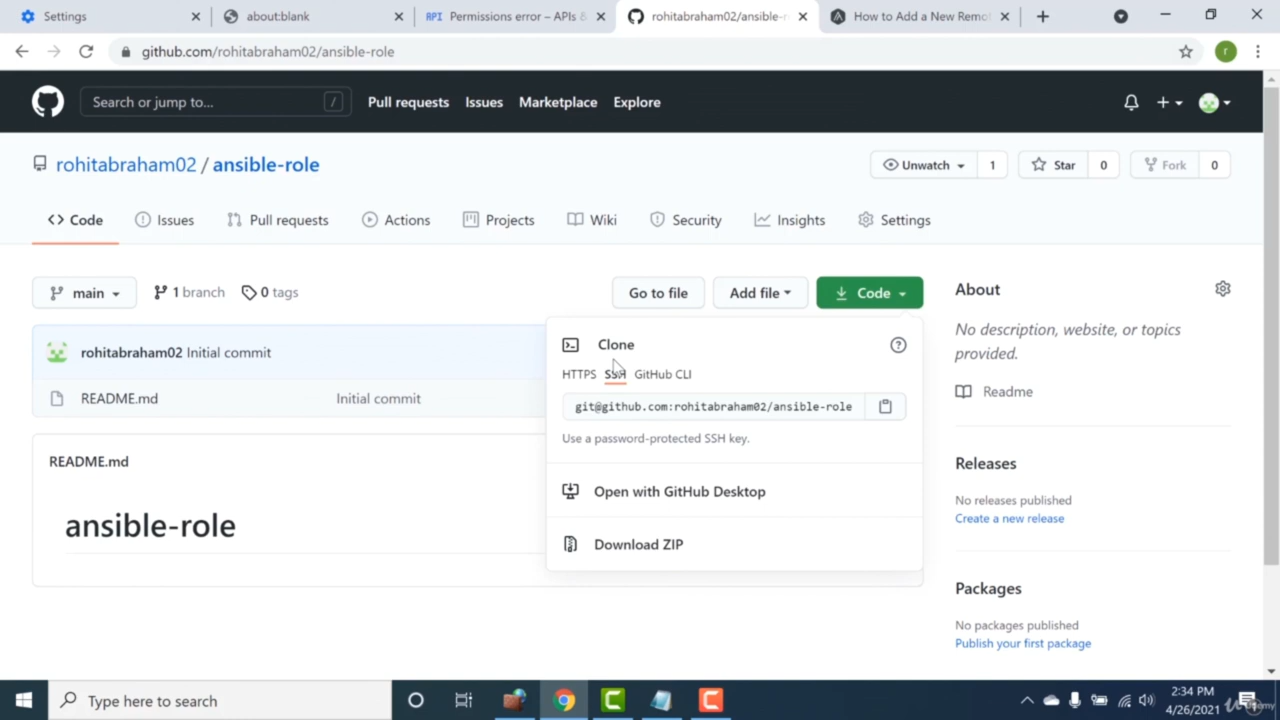 Settings
about:blank
API Permissions error – APIs &
rohitabraham02/ansible-r
How to Add a New Remo
github.com/rohitabraham02/ansible-role
r
Search or jump to... /
Pull requests Issues Marketplace Explore
rohitabraham02 / ansible-role
Unwatch 1 Star 0 Fork 0
Code Issues Pull requests Actions Projects Wiki Security Insights Settings
main 1 branch 0 tags Go to file Add file Code
About
No description, website, or topics
provided.
Readme
Releases
No releases published
Create a new release
Packages
No packages published
Publish your first package
rohitabraham02 Initial commit
README.md Initial commit
README.md
ansible-role
Clone
HTTPS SSH GitHub CLI
git@github.com:rohitabraham02/ansible-role
Use a password-protected SSH key.
Open with GitHub Desktop
Download ZIP
Type here to search
2:34 PM
4/26/2021
Udemy